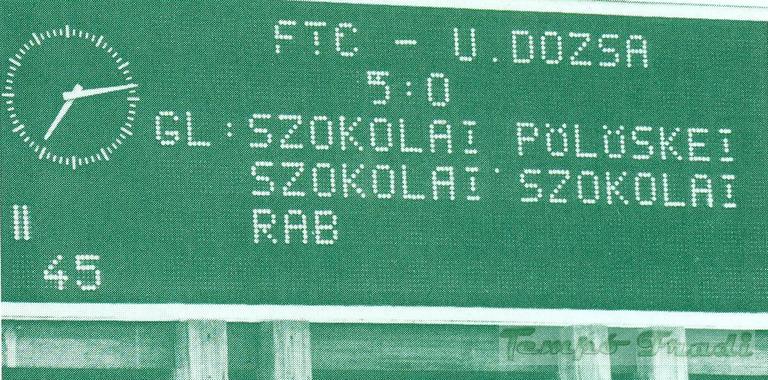 FTC - U.DOZSA
5:0
GL:SZOKOLAI PÖLÖSKEI
SZOKOLAI SZOKOLAI
RAB
II
45
Tempó Fradi